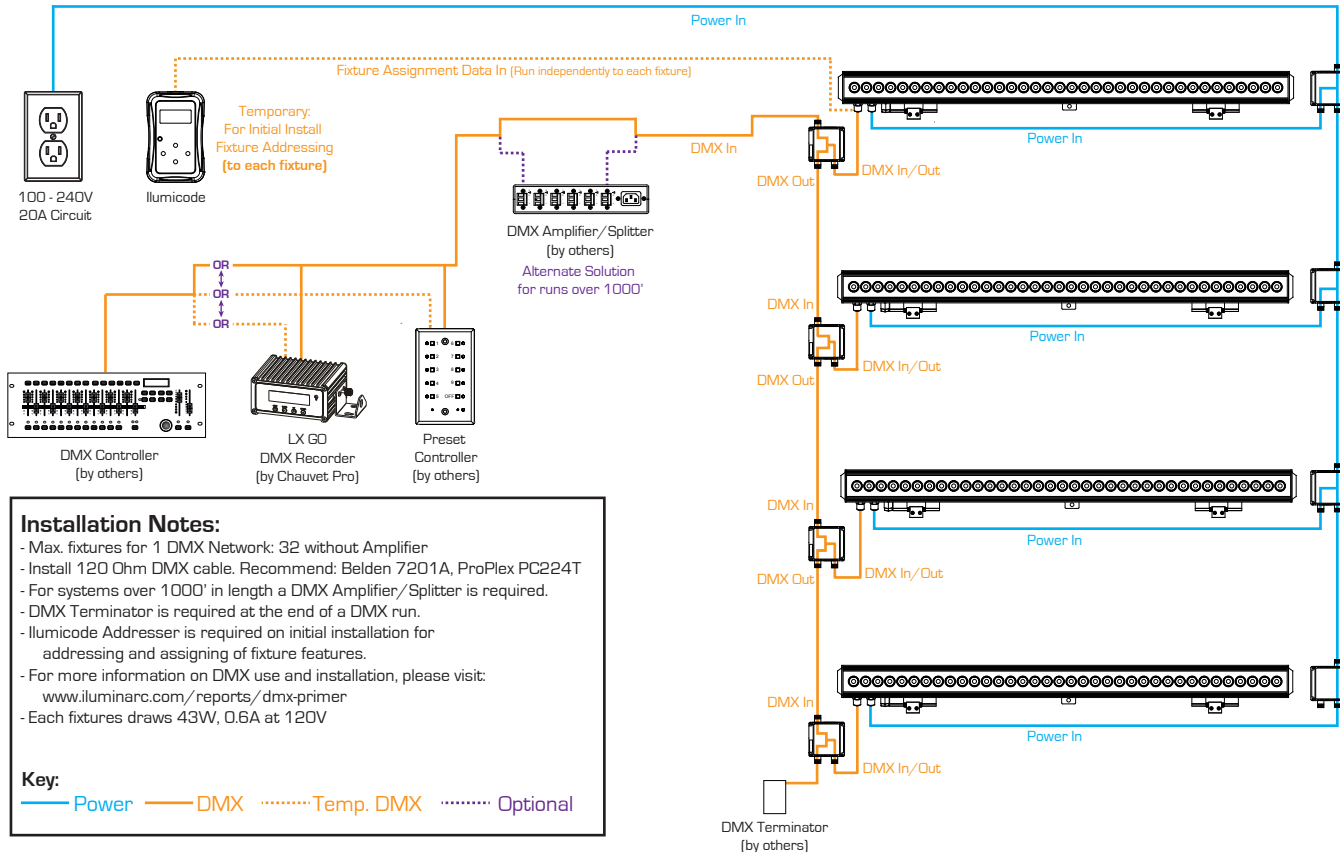 Power In
Fixture Assignment Data In (Run independently to each fixture)
Temporary:
For Initial Install
Fixture Addressing
(to each fixture)
100 - 240V
20A Circuit
Ilumicode
DMX In
DMX Amplifier/Splitter
(by others)
Alternate Solution
for runs over 1000'
OR
OR
OR
DMX Controller
(by others)
LX GO
DMX Recorder
(by Chauvet Pro)
1
2
3
4
5
6
7
8
OFF
Preset
Controller
(by others)
Power In
DMX Out
DMX In/Out
DMX In
Power In
DMX Out
DMX In/Out
DMX In
Power In
DMX Out
DMX In/Out
DMX In
Power In
DMX In/Out
DMX Terminator
(by others)
Installation Notes:
- Max. fixtures for 1 DMX Network: 32 without Amplifier
- Install 120 Ohm DMX cable. Recommend: Belden 7201A, ProPlex PC224T
- For systems over 1000' in length a DMX Amplifier/Splitter is required.
- DMX Terminator is required at the end of a DMX run.
- Ilumicode Addresser is required on initial installation for
addressing and assigning of fixture features.
- For more information on DMX use and installation, please visit:
www.iluminarc.com/reports/dmx-primer
- Each fixtures draws 43W, 0.6A at 120V
Key:
Power
DMX
Temp. DMX
Optional